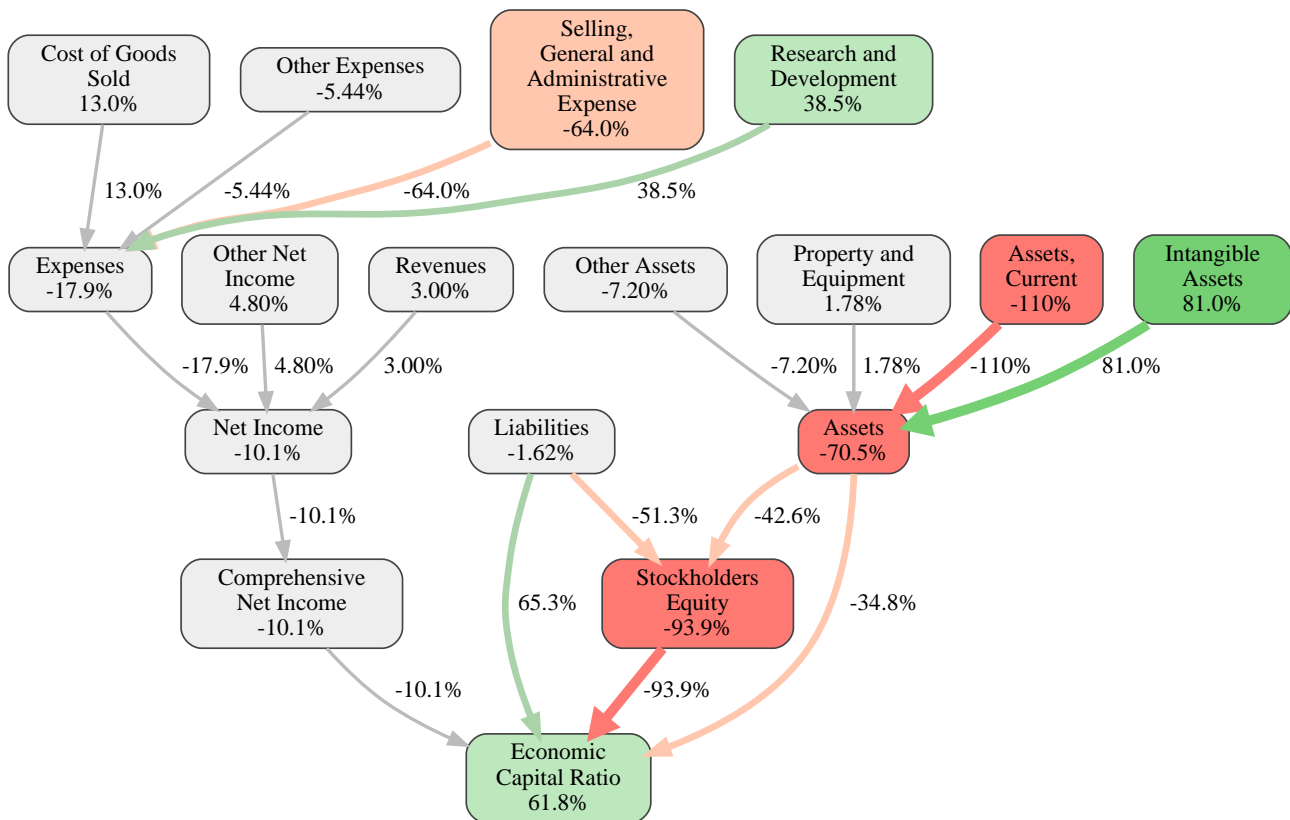 Cost of Goods
Sold
13.0%
Other Expenses
-5.44%
Selling,
General and
Administrative
Expense
-64.0%
Research and
Development
38.5%
13.0%
-5.44%
-64.0%
38.5%
Expenses
-17.9%
Other Net
Income
4.80%
Revenues
3.00%
Other Assets
-7.20%
Property and
Equipment
1.78%
Assets,
Current
-110%
Intangible
Assets
81.0%
-17.9%
4.80%
3.00%
-7.20%
1.78%
-110%
81.0%
Net Income
-10.1%
Liabilities
-1.62%
Assets
-70.5%
-10.1%
-51.3%
-42.6%
Comprehensive
Net Income
-10.1%
65.3%
Stockholders
Equity
-93.9%
-34.8%
-10.1%
-93.9%
Economic
Capital Ratio
61.8%